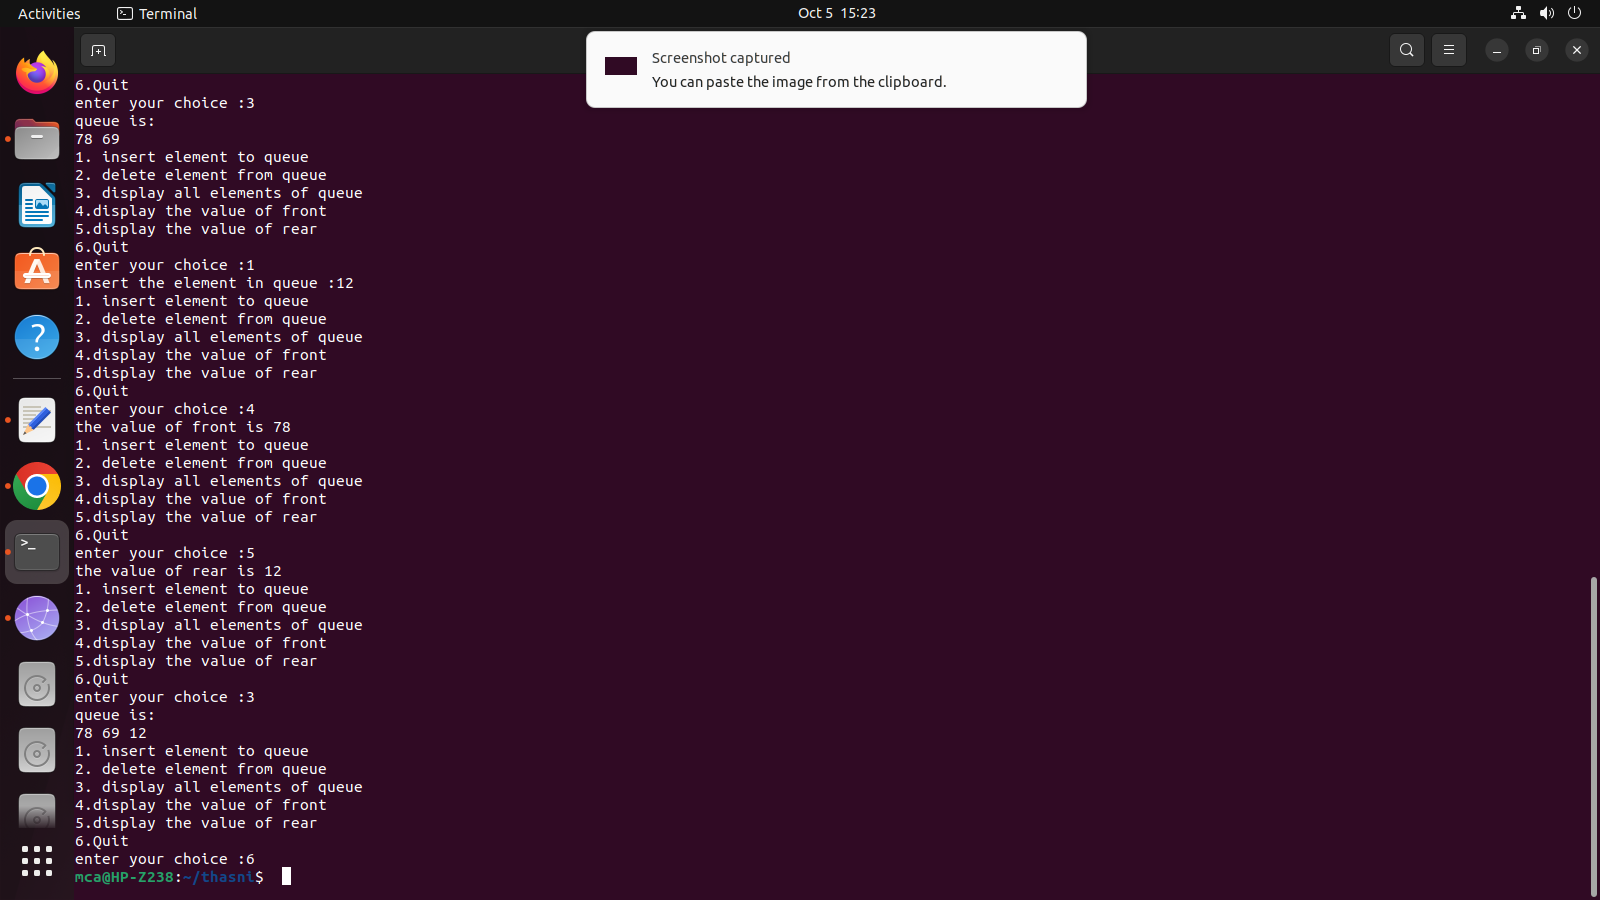 Activities
Terminal
Oct 5 15:23
Screenshot captured
You can paste the image from the clipboard.
6.Quit
enter your choice :3
queue is:
78 69
1. insert element to queue
2. delete element from queue
3. display all elements of queue
4.display the value of front
5.display the value of rear
6.Quit
enter your choice :1
insert the element in queue :12
1. insert element to queue
2. delete element from queue
3. display all elements of queue
4.display the value of front
5.display the value of rear
6.Quit
enter your choice :4
the value of front is 78
1. insert element to queue
2. delete element from queue
3. display all elements of queue
4.display the value of front
5.display the value of rear
6.Quit
enter your choice :5
the value of rear is 12
1. insert element to queue
2. delete element from queue
3. display all elements of queue
4.display the value of front
5.display the value of rear
6.Quit
enter your choice :3
queue is:
78 69 12
1. insert element to queue
2. delete element from queue
3. display all elements of queue
4.display the value of front
5.display the value of rear
6.Quit
enter your choice :6
mca@HP-Z238:~/thasni$